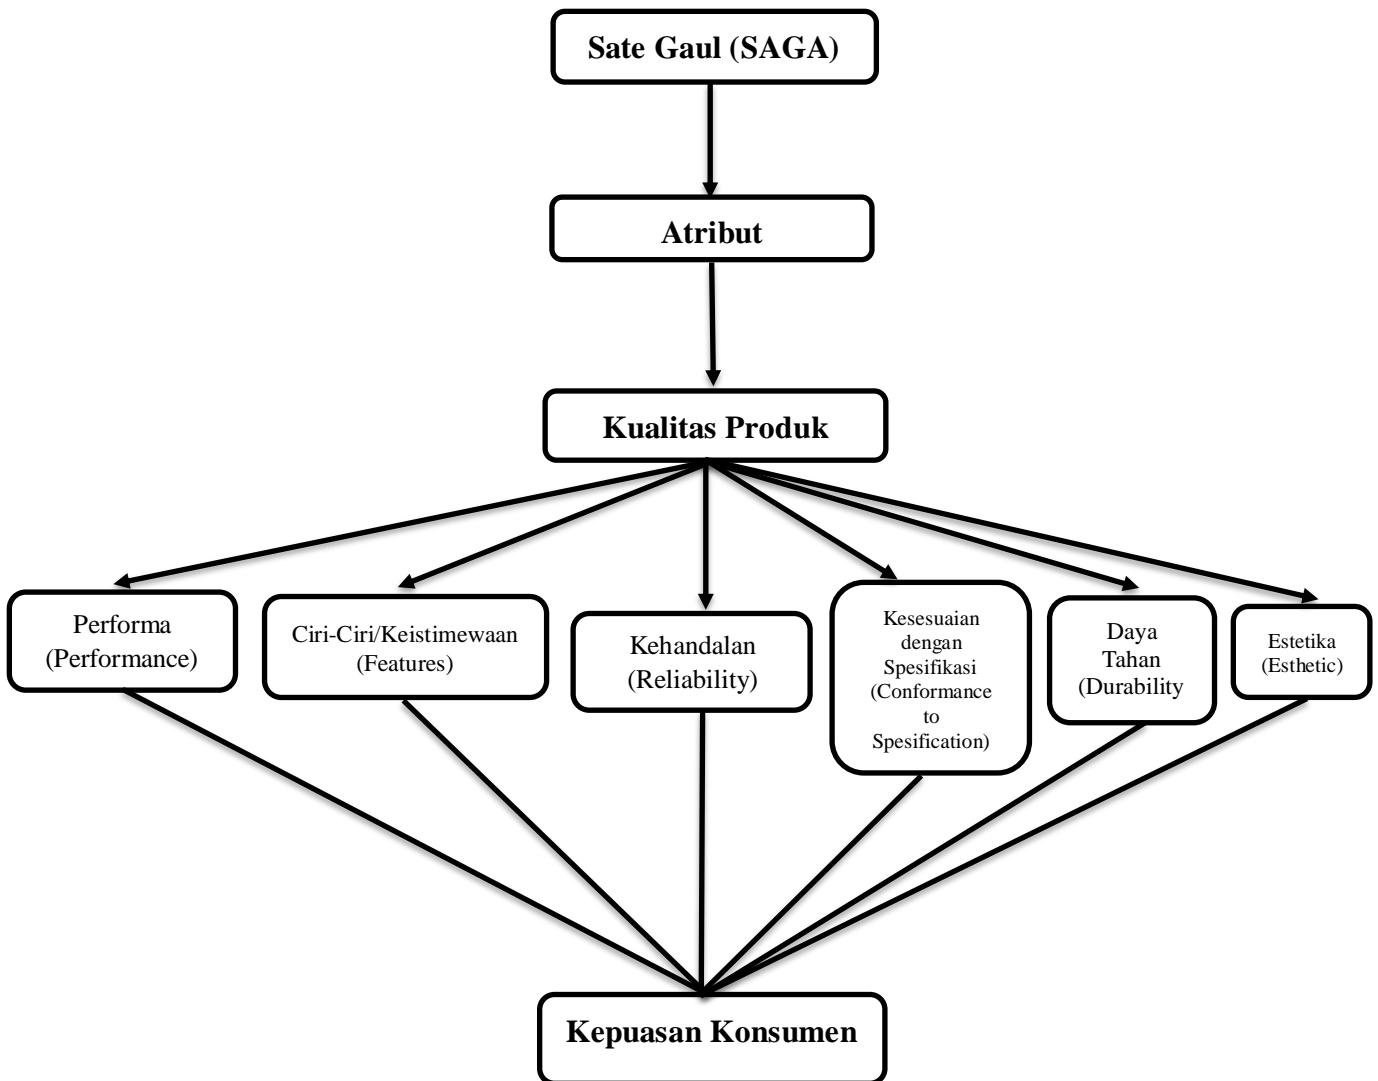 Sate Gaul (SAGA)
Atribut
Kualitas Produk
Performa
(Performance)
Ciri-Ciri/Keistimewaan
(Features)
Kehandalan
(Reliability)
Kesesuaian
dengan
Spesifikasi
(Conformance
to
Spesification)
Daya
Tahan
(Durability
Estetika
(Esthetic)
Kepuasan Konsumen